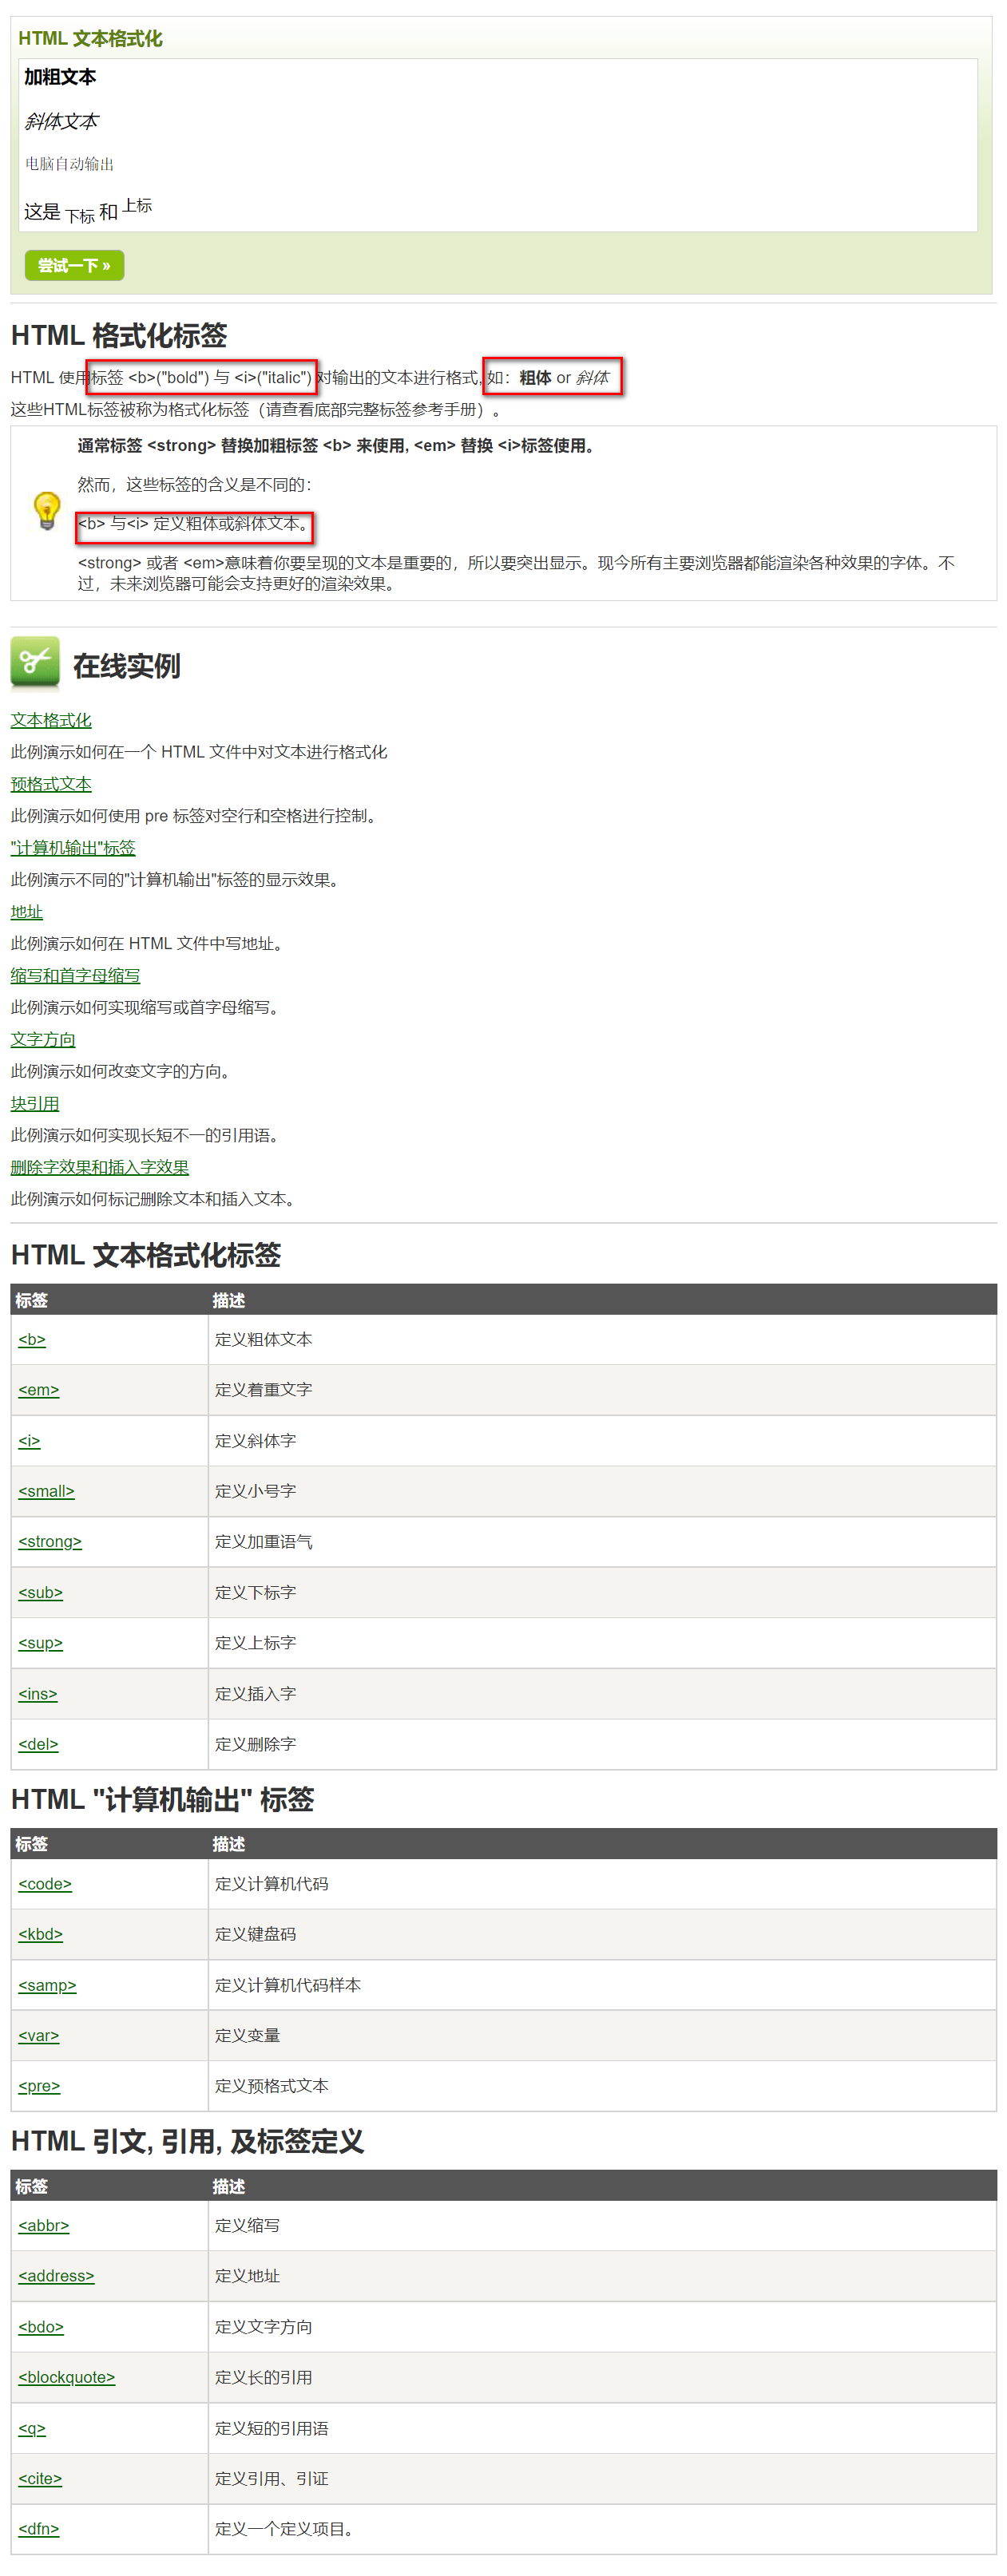 HTML 文本格式化
加粗文本
斜体文本
电脑自动输出
这是 下标 和 上标
尝试一下 »
HTML 格式化标签
HTML 使用标签 <b>("bold") 与 <i>("italic") 对输出的文本进行格式, 如：粗体 or 斜体
这些HTML标签被称为格式化标签（请查看底部完整标签参考手册）。
通常标签 <strong> 替换加粗标签 <b> 来使用, <em> 替换 <i>标签使用。
然而，这些标签的含义是不同的：
<b> 与<i> 定义粗体或斜体文本。
<strong> 或者 <em>意味着你要呈现的文本是重要的，所以要突出显示。现今所有主要浏览器都能渲染各种效果的字体。不
过，未来浏览器可能会支持更好的渲染效果。
在线实例
文本格式化
此例演示如何在一个 HTML 文件中对文本进行格式化
预格式文本
此例演示如何使用 pre 标签对空行和空格进行控制。
"计算机输出"标签
此例演示不同的"计算机输出"标签的显示效果。
地址
此例演示如何在 HTML 文件中写地址。
缩写和首字母缩写
此例演示如何实现缩写或首字母缩写。
文字方向
此例演示如何改变文字的方向。
块引用
此例演示如何实现长短不一的引用语。
删除字效果和插入字效果
此例演示如何标记删除文本和插入文本。
HTML 文本格式化标签
标签 描述
<b> 定义粗体文本
<em> 定义着重文字
<i> 定义斜体字
<small> 定义小号字
<strong> 定义加重语气
<sub> 定义下标字
<sup> 定义上标字
<ins> 定义插入字
<del> 定义删除字
HTML "计算机输出" 标签
标签 描述
<code> 定义计算机代码
<kbd> 定义键盘码
<samp> 定义计算机代码样本
<var> 定义变量
<pre> 定义预格式文本
HTML 引文, 引用, 及标签定义
标签 描述
<abbr> 定义缩写
<address> 定义地址
<bdo> 定义文字方向
<blockquote> 定义长的引用
<q> 定义短的引用语
<cite> 定义引用、引证
<dfn> 定义一个定义项目。